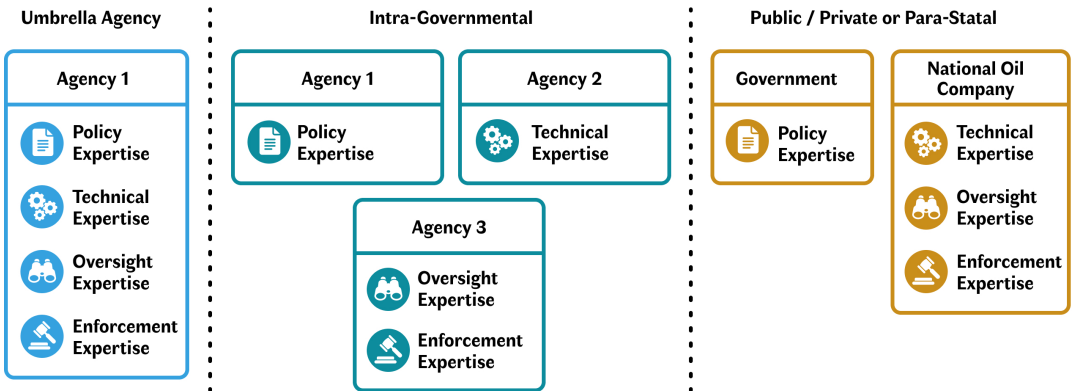 Umbrella Agency
Agency 1
Policy
Expertise
Technical
Expertise
Oversight
Expertise
Enforcement
Expertise
Intra-Governmental
Agency 1
Policy
Expertise
Agency 2
Technical
Expertise
Agency 3
Oversight
Expertise
Enforcement
Expertise
Public / Private or Para-Statal
Government
Policy
Expertise
National Oil
Company
Technical
Expertise
Oversight
Expertise
Enforcement
Expertise